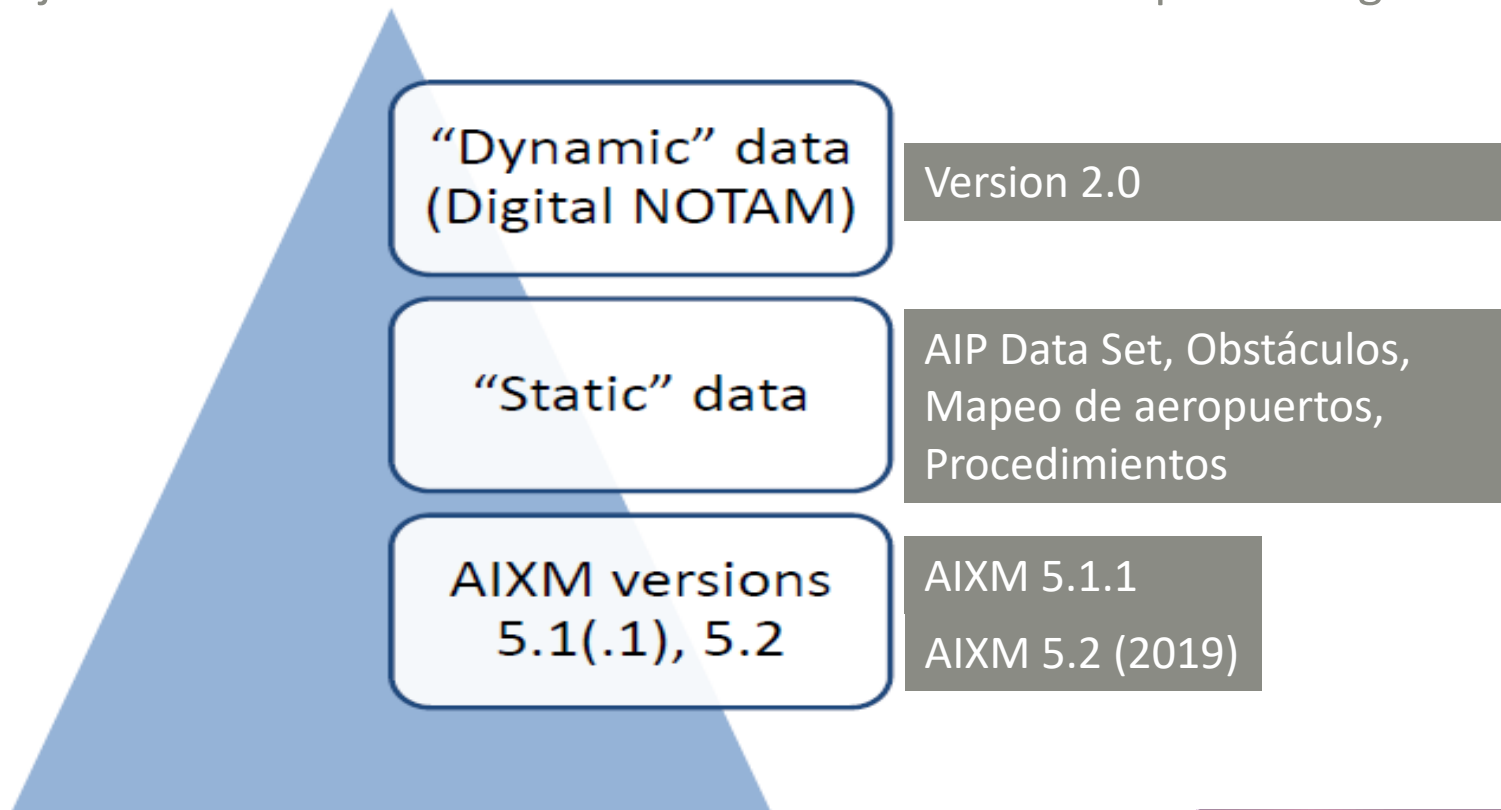 “Dynamic” data
(Digital NOTAM)
Version 2.0
“Static” data
AIP Data Set, Obstáculos,
Mapeo de aeropuertos,
Procedimientos
AIXM versions
5.1(.1), 5.2
AIXM 5.1.1
AIXM 5.2 (2019)